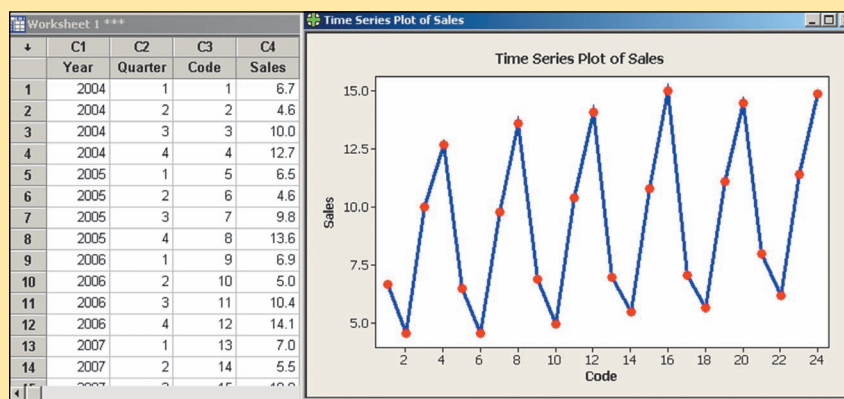 Worksheet 1 ***
↓ C1 C2 C3 C4
Year Quarter Code Sales
1 2004 1 1 6.7
2 2004 2 2 4.6
3 2004 3 3 10.0
4 2004 4 4 12.7
5 2005 1 5 6.5
6 2005 2 6 4.6
7 2005 3 7 9.8
8 2005 4 8 13.6
9 2006 1 9 6.9
10 2006 2 10 5.0
11 2006 3 11 10.4
12 2006 4 12 14.1
13 2007 1 13 7.0
14 2007 2 14 5.5
Time Series Plot of Sales
Time Series Plot of Sales
15.0
12.5
10.0
7.5
5.0
Sales
2 4 6 8 10 12 14 16 18 20 22 24
Code